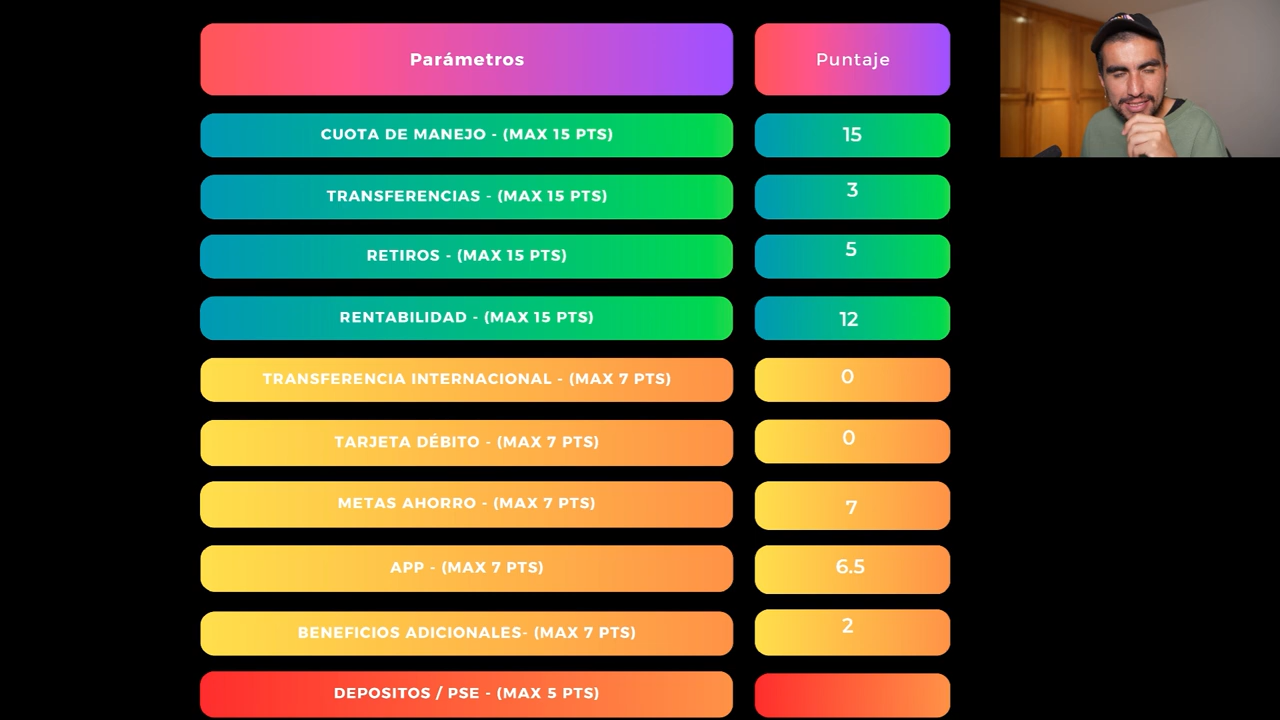 Parámetros Puntaje
CUOTA DE MANEJO - (MAX 15 PTS) 15
TRANSFERENCIAS - (MAX 15 PTS) 3
RETIROS - (MAX 15 PTS) 5
RENTABILIDAD - (MAX 15 PTS) 12
TRANSFERENCIA INTERNACIONAL - (MAX 7 PTS) 0
TARJETA DÉBITO - (MAX 7 PTS) 0
METAS AHORRO - (MAX 7 PTS) 7
APP - (MAX 7 PTS) 6.5
BENEFICIOS ADICIONALES- (MAX 7 PTS) 2
DEPOSITOS / PSE - (MAX 5 PTS)